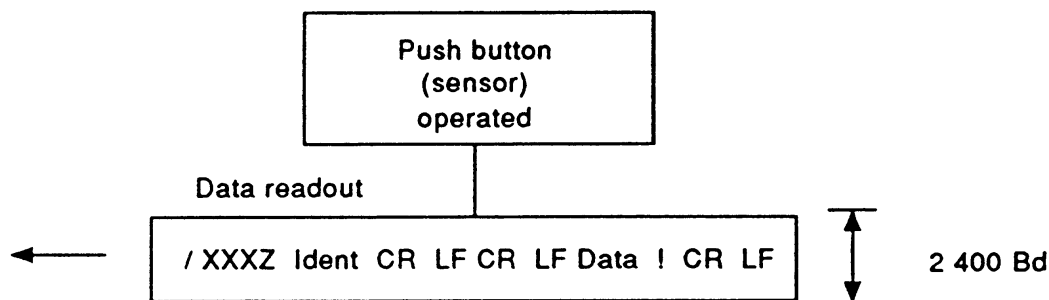 Push button
(sensor)
operated
Data readout
/ XXXZ Ident CR LF CR LF Data ! CR LF
2 400 Bd